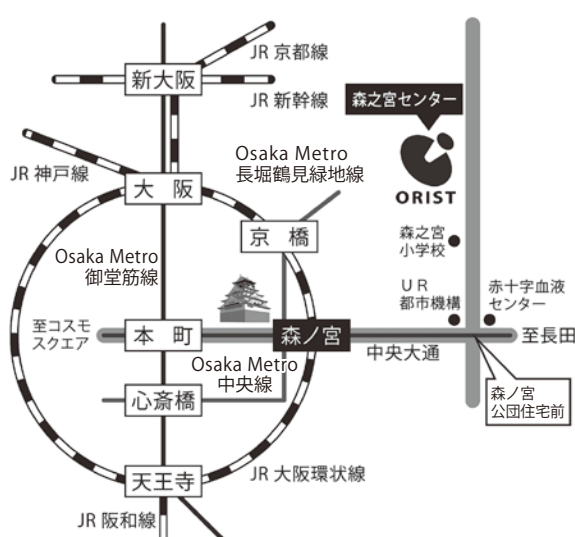 JR 京都線
新大阪
JR 新幹線
森之宮センター
Osaka Metro
長堀鶴見緑地線
JR 神戸線
大阪
ORIST
京橋
森之宮
小学校
Osaka Metro
御堂筋線
UR
都市機構
赤十字血液
センター
至コスモ
スクエア
本町
森ノ宮
至長田
中央大通
Osaka Metro
中央線
心斎橋
森ノ宮
公団住宅前
天王寺
JR 大阪環状線
JR 阪和線